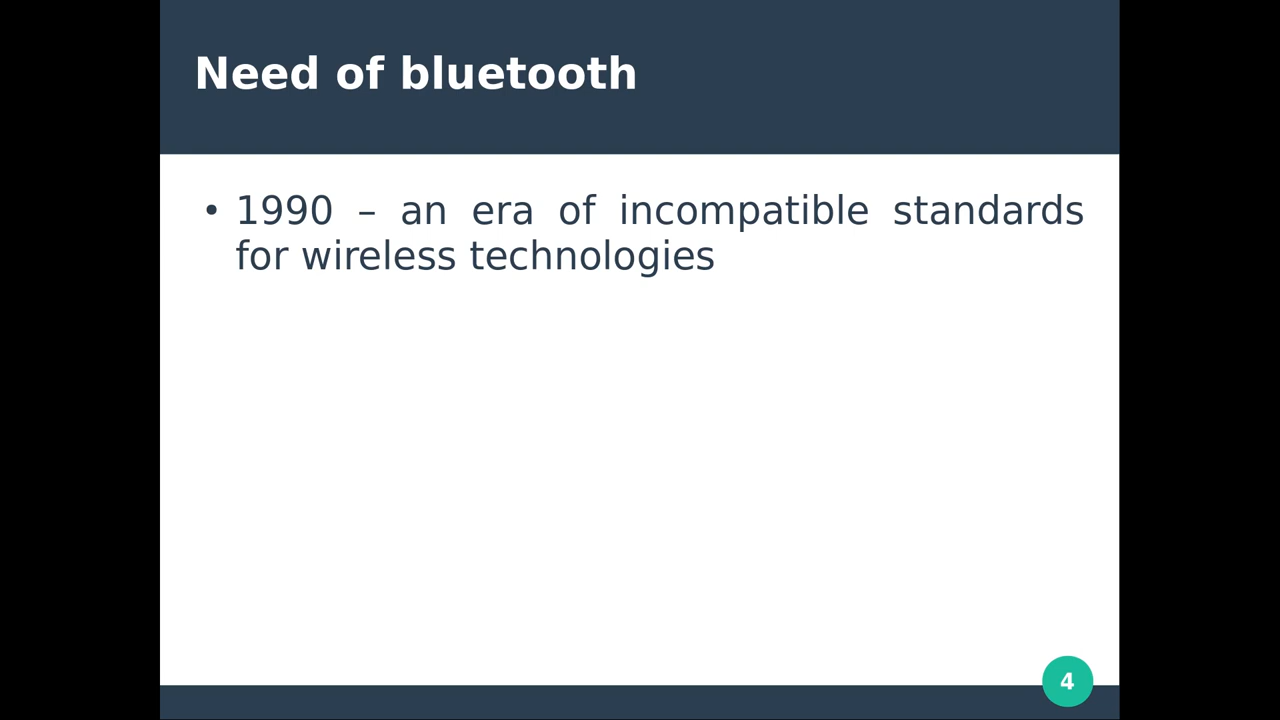 Need of bluetooth
• 1990 – an era of incompatible standards
for wireless technologies
4